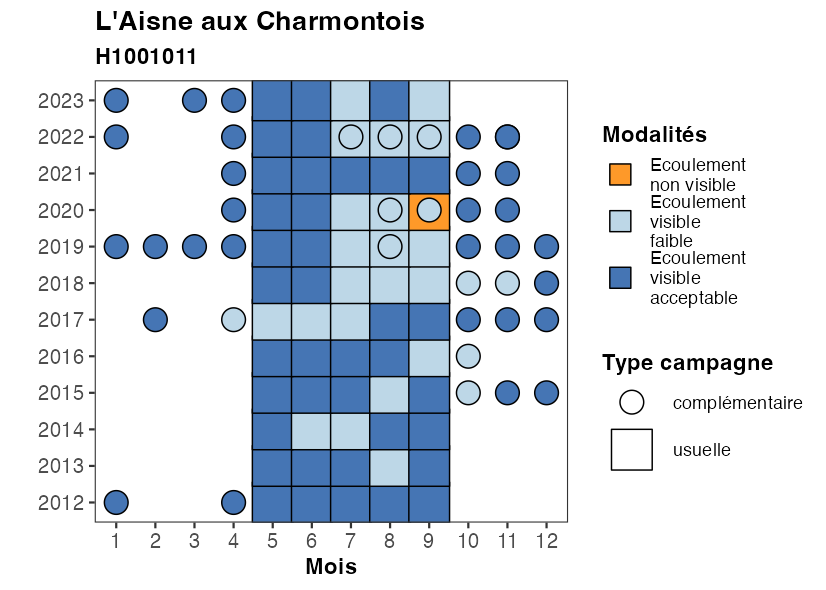 L'Aisne aux Charmontois
H1001011
2023
2022
2021
2020
2019
2018
2017
2016
2015
2014
2013
2012
1 2 3 4 5 6 7 8 9 10 11 12
Mois
Modalités
Ecoulement
non visible
Ecoulement
visible
faible
Ecoulement
visible
acceptable
Type campagne
complémentaire
usuelle